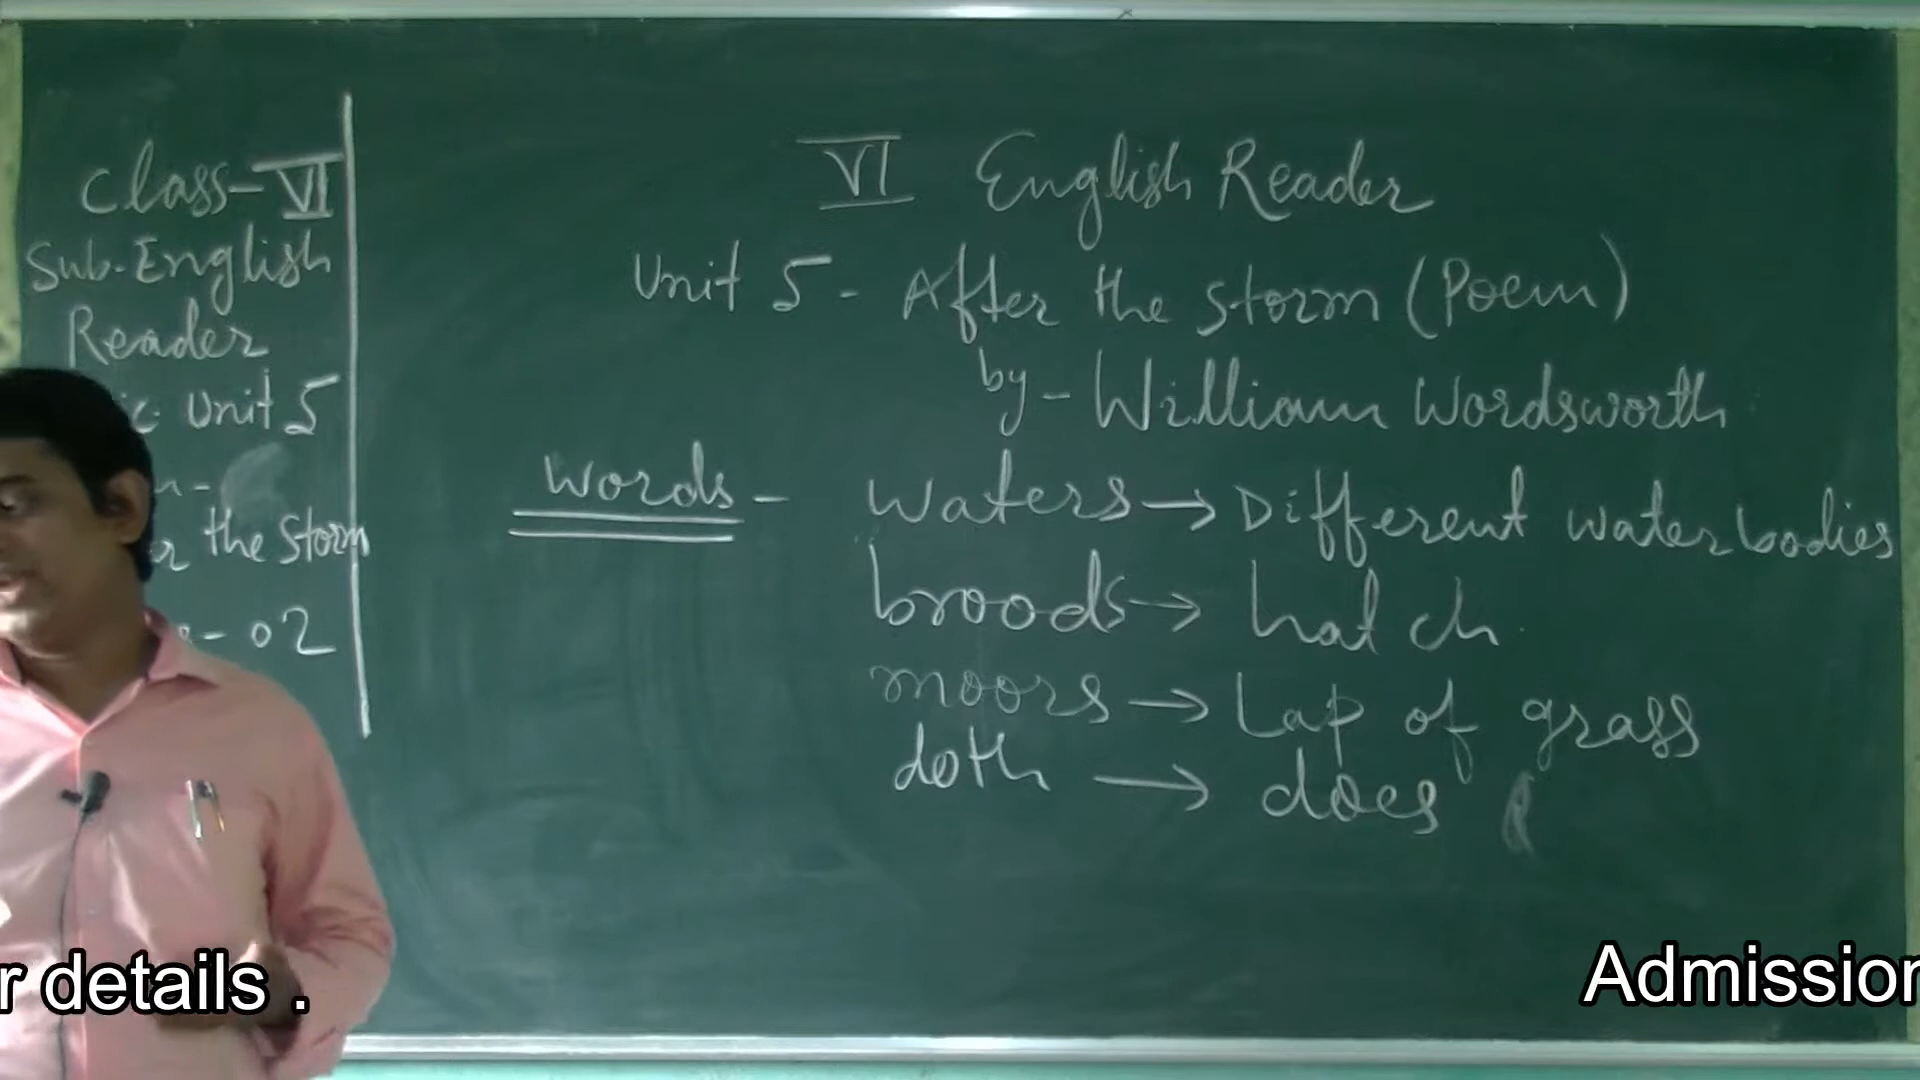 Class-VI
Sub-English
Reader
Unit 5
the Storm
- 02
VI English Reader
Unit 5 - After the storm (Poem)
by - William Wordsworth
Words - waters → Different water bodies
broods → hatch
moors → Lap of grass
doth → does
r details .
Admission